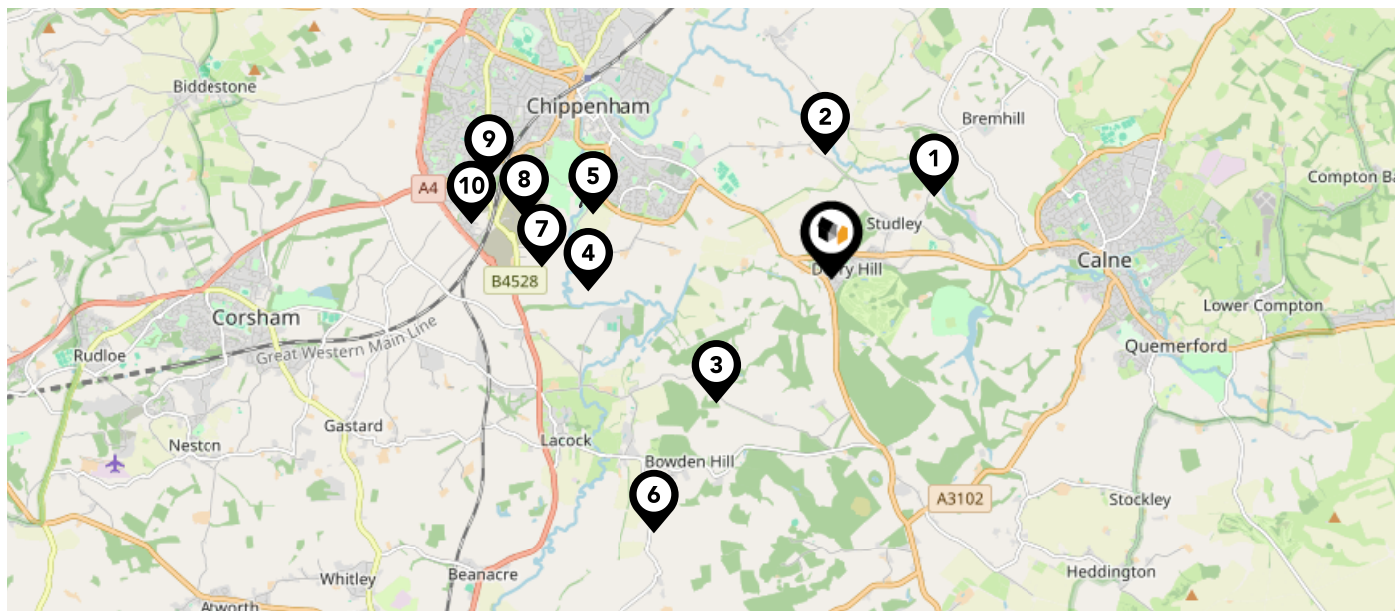 Biddestone
Chippenham
Bremhill
2
9
1
Compton Ba
10
8
5
A4
7
Studley
4
Derry Hill
Calne
B4528
Corsham
Lower Compton
Great Western Main Line
Rudloe
Quemerford
3
Gastard
Neston
Lacock
Bowden Hill
6
A3102
Stockley
Whitley
Beanacre
Heddington
Atworth